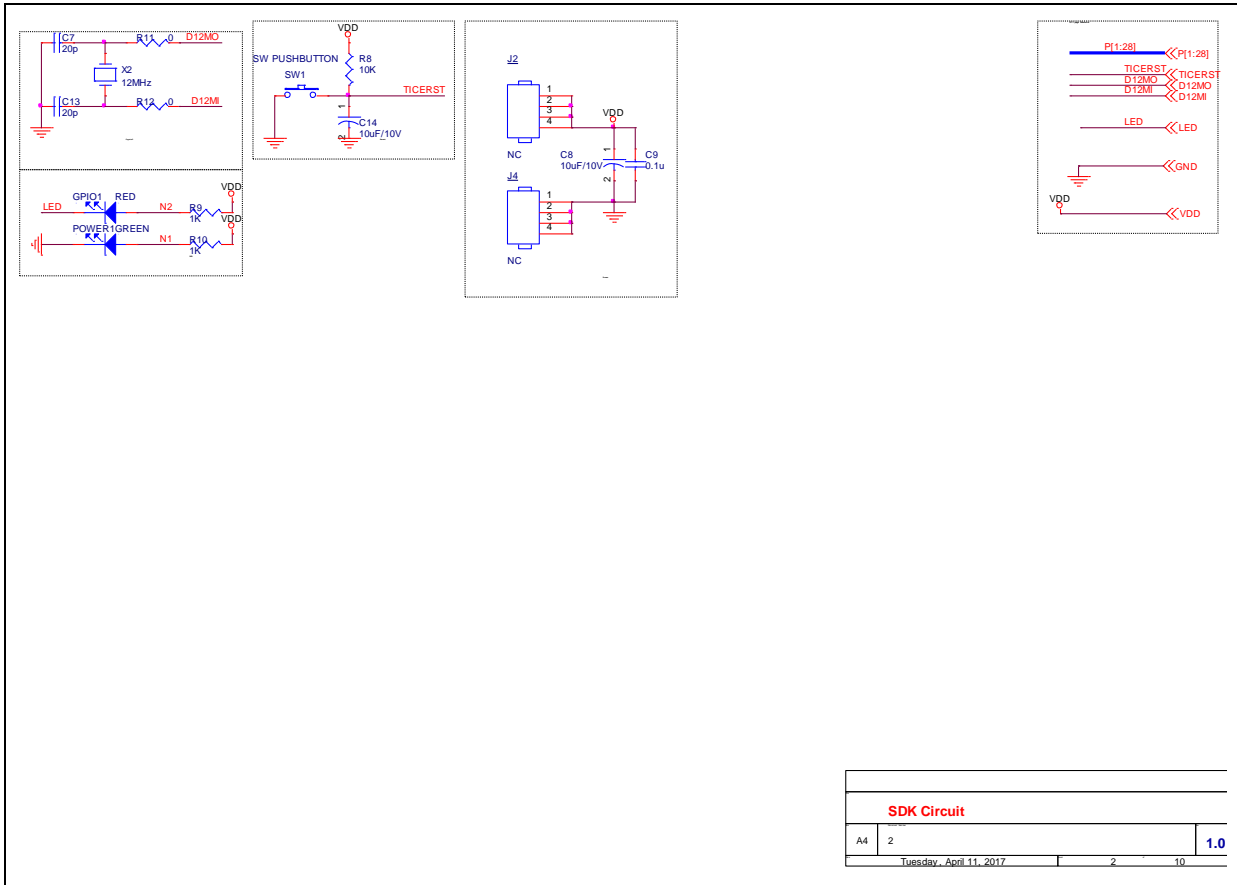 C7
20p
R11 0 D12MO
X2
12MHz
C13
20p
R12 0 D12MI
VDD
SW PUSHBUTTON
SW1
R8
10K
TICERST
1
C14
2
10uF/10V
J2
1
2
3
4
NC
VDD
C8
10uF/10V
1
2
C9
0.1u
J4
1
2
3
4
NC
GPIO1 RED
LED N2
R9
1K
VDD
POWER1GREEN
N1
R10
1K
VDD
P[1:28] P[1:28]
TICERST TICERST
D12MO D12MO
D12MI D12MI
LED LED
GND
VDD
VDD
SDK Circuit
A4 2 1.0
Tuesday, April 11, 2017 2 10